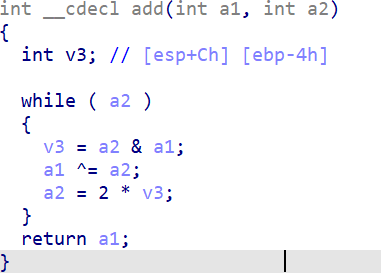 int __cdecl add(int a1, int a2)
{
  int v3; // [esp+Ch] [ebp-4h]

  while ( a2 )
  {
    v3 = a2 & a1;
    a1 ^= a2;
    a2 = 2 * v3;
  }
  return a1;
}